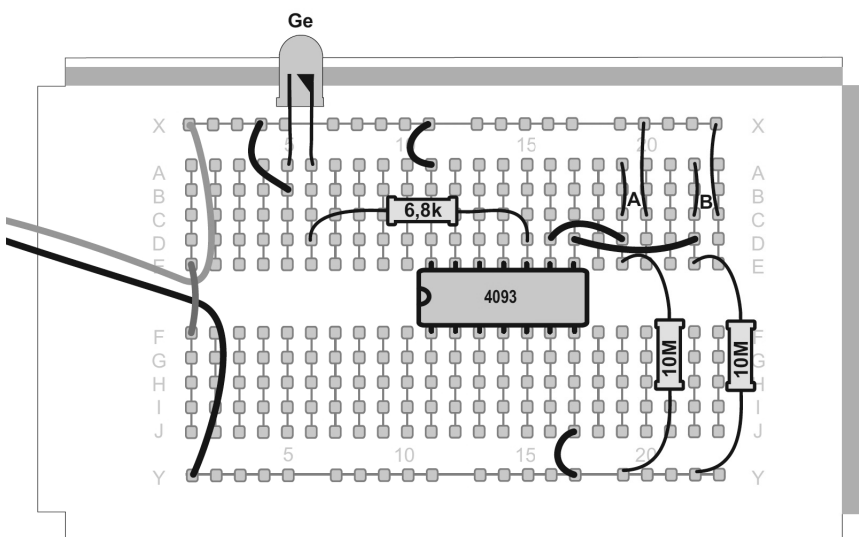 Ge
X 5 10 15 20 X
A A
B A B B
C 6,8k C
D D
E E
4093
F 10M 10M F
G G
H H
I I
J J
5 10 15 20
Y Y